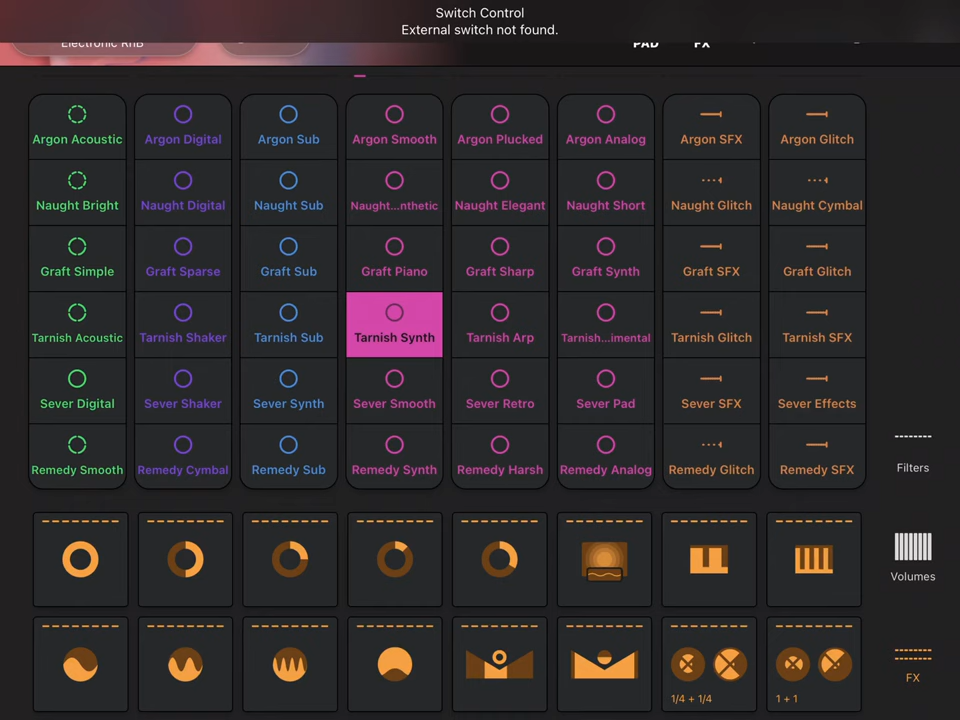 Switch Control
External switch not found.
Electronic RnB
PAD FX
Argon Acoustic Argon Digital Argon Sub Argon Smooth Argon Plucked Argon Analog Argon SFX Argon Glitch
Naught Bright Naught Digital Naught Sub Naught...nthetic Naught Elegant Naught Short Naught Glitch Naught Cymbal
Graft Simple Graft Sparse Graft Sub Graft Piano Graft Sharp Graft Synth Graft SFX Graft Glitch
Tarnish Acoustic Tarnish Shaker Tarnish Sub Tarnish Synth Tarnish Arp Tarnish...imental Tarnish Glitch Tarnish SFX
Sever Digital Sever Shaker Sever Synth Sever Smooth Sever Retro Sever Pad Sever SFX Sever Effects
Remedy Smooth Remedy Cymbal Remedy Sub Remedy Synth Remedy Harsh Remedy Analog Remedy Glitch Remedy SFX
Filters
Volumes
FX
1/4 + 1/4 1 + 1